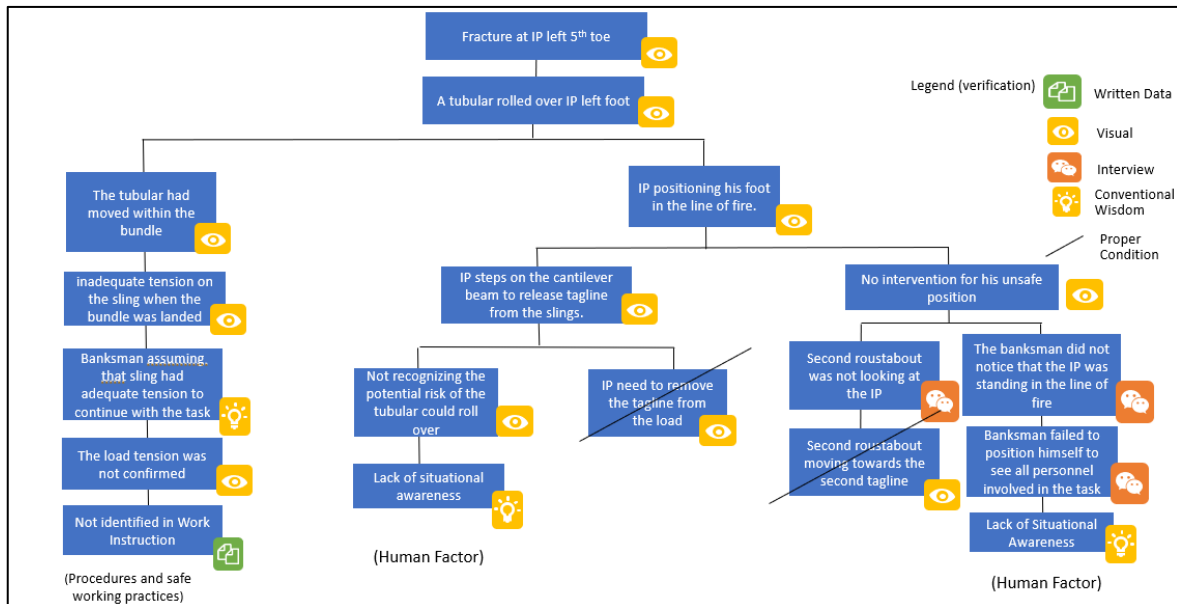 Fracture at IP left 5th toe
A tubular rolled over IP left foot
Legend (verification)
Written Data
Visual
Interview
Conventional
Wisdom
Proper
Condition
The tubular had
moved within the
bundle
inadequate tension on
the sling when the
bundle was landed
Banksman assuming
that sling had
adequate tension to
continue with the task
The load tension was
not confirmed
Not identified in Work
Instruction
(Procedures and safe
working practices)
IP positioning his foot
in the line of fire.
IP steps on the cantilever
beam to release tagline
from the slings.
Not recognizing the
potential risk of
the tubular could roll
over
Lack of situational
awareness
(Human Factor)
IP need to remove
the tagline from
the load
No intervention for his unsafe
position
Second roustabout
was not looking at
the IP
Second roustabout
moving towards the
second tagline
The banksman did not
notice that the IP was
standing in the line of
fire
Banksman failed to
position himself to
see all personnel
involved in the task
Lack of Situational
Awareness
(Human Factor)